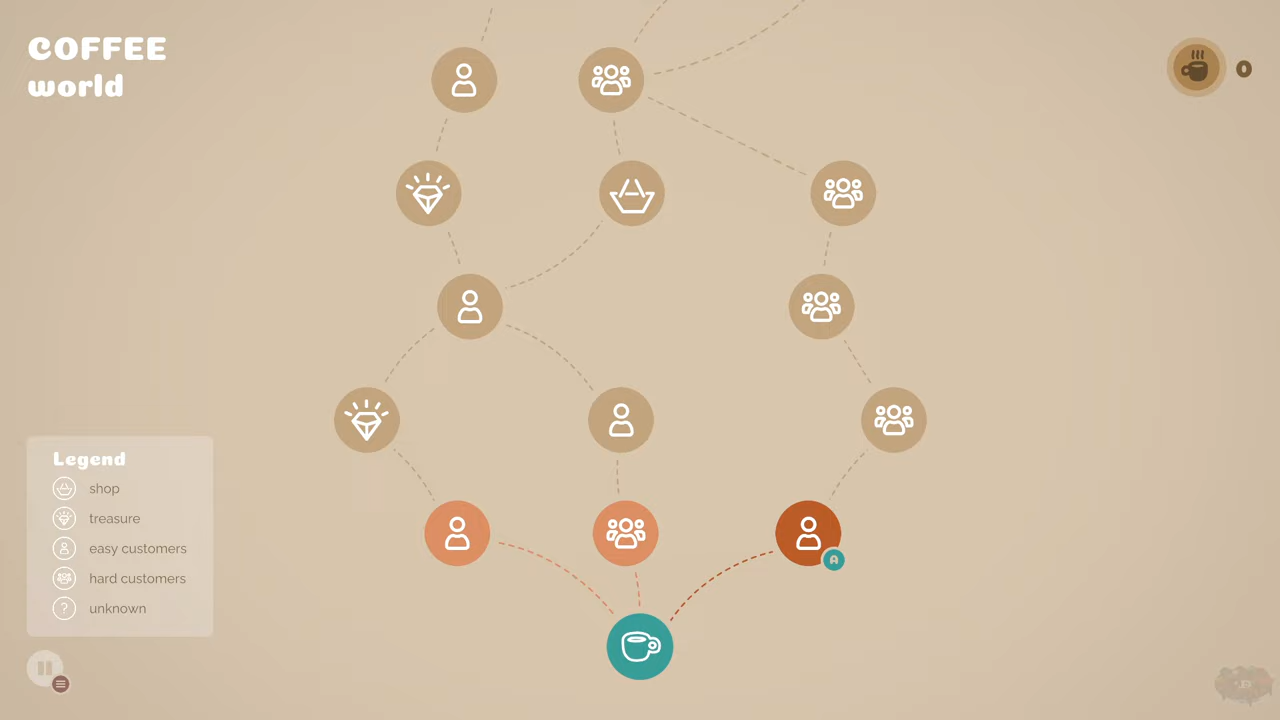 COFFEE
world
0
Legend
shop
treasure
easy customers
hard customers
? unknown
A